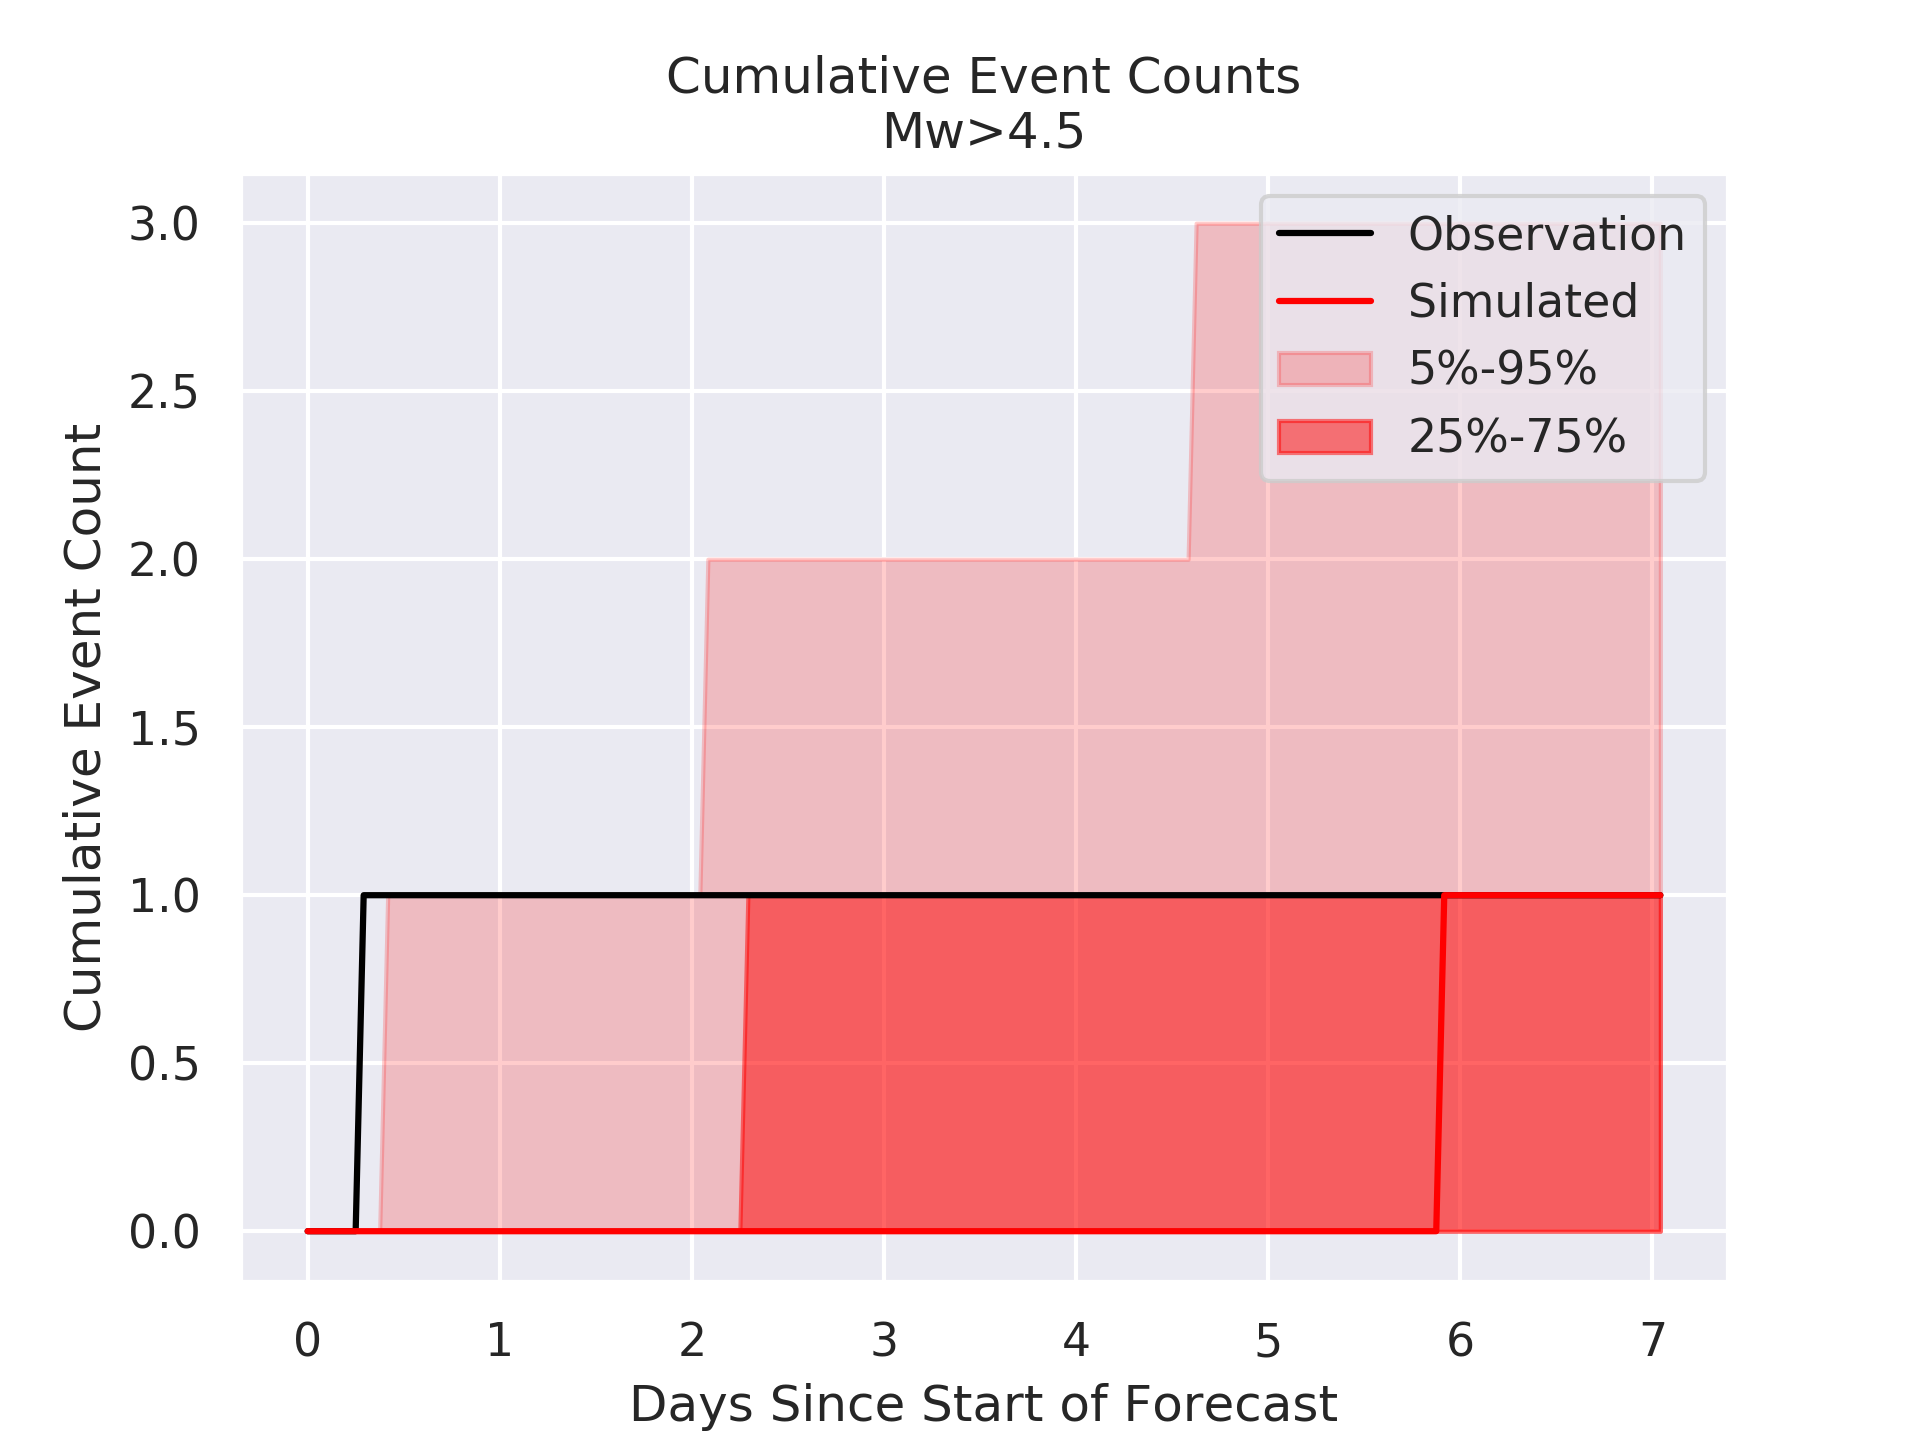 Cumulative Event Counts
Mw>4.5
Cumulative Event Count
3.0
2.5
2.0
1.5
1.0
0.5
0.0
Observation
Simulated
5%-95%
25%-75%
0 1 2 3 4 5 6 7
Days Since Start of Forecast